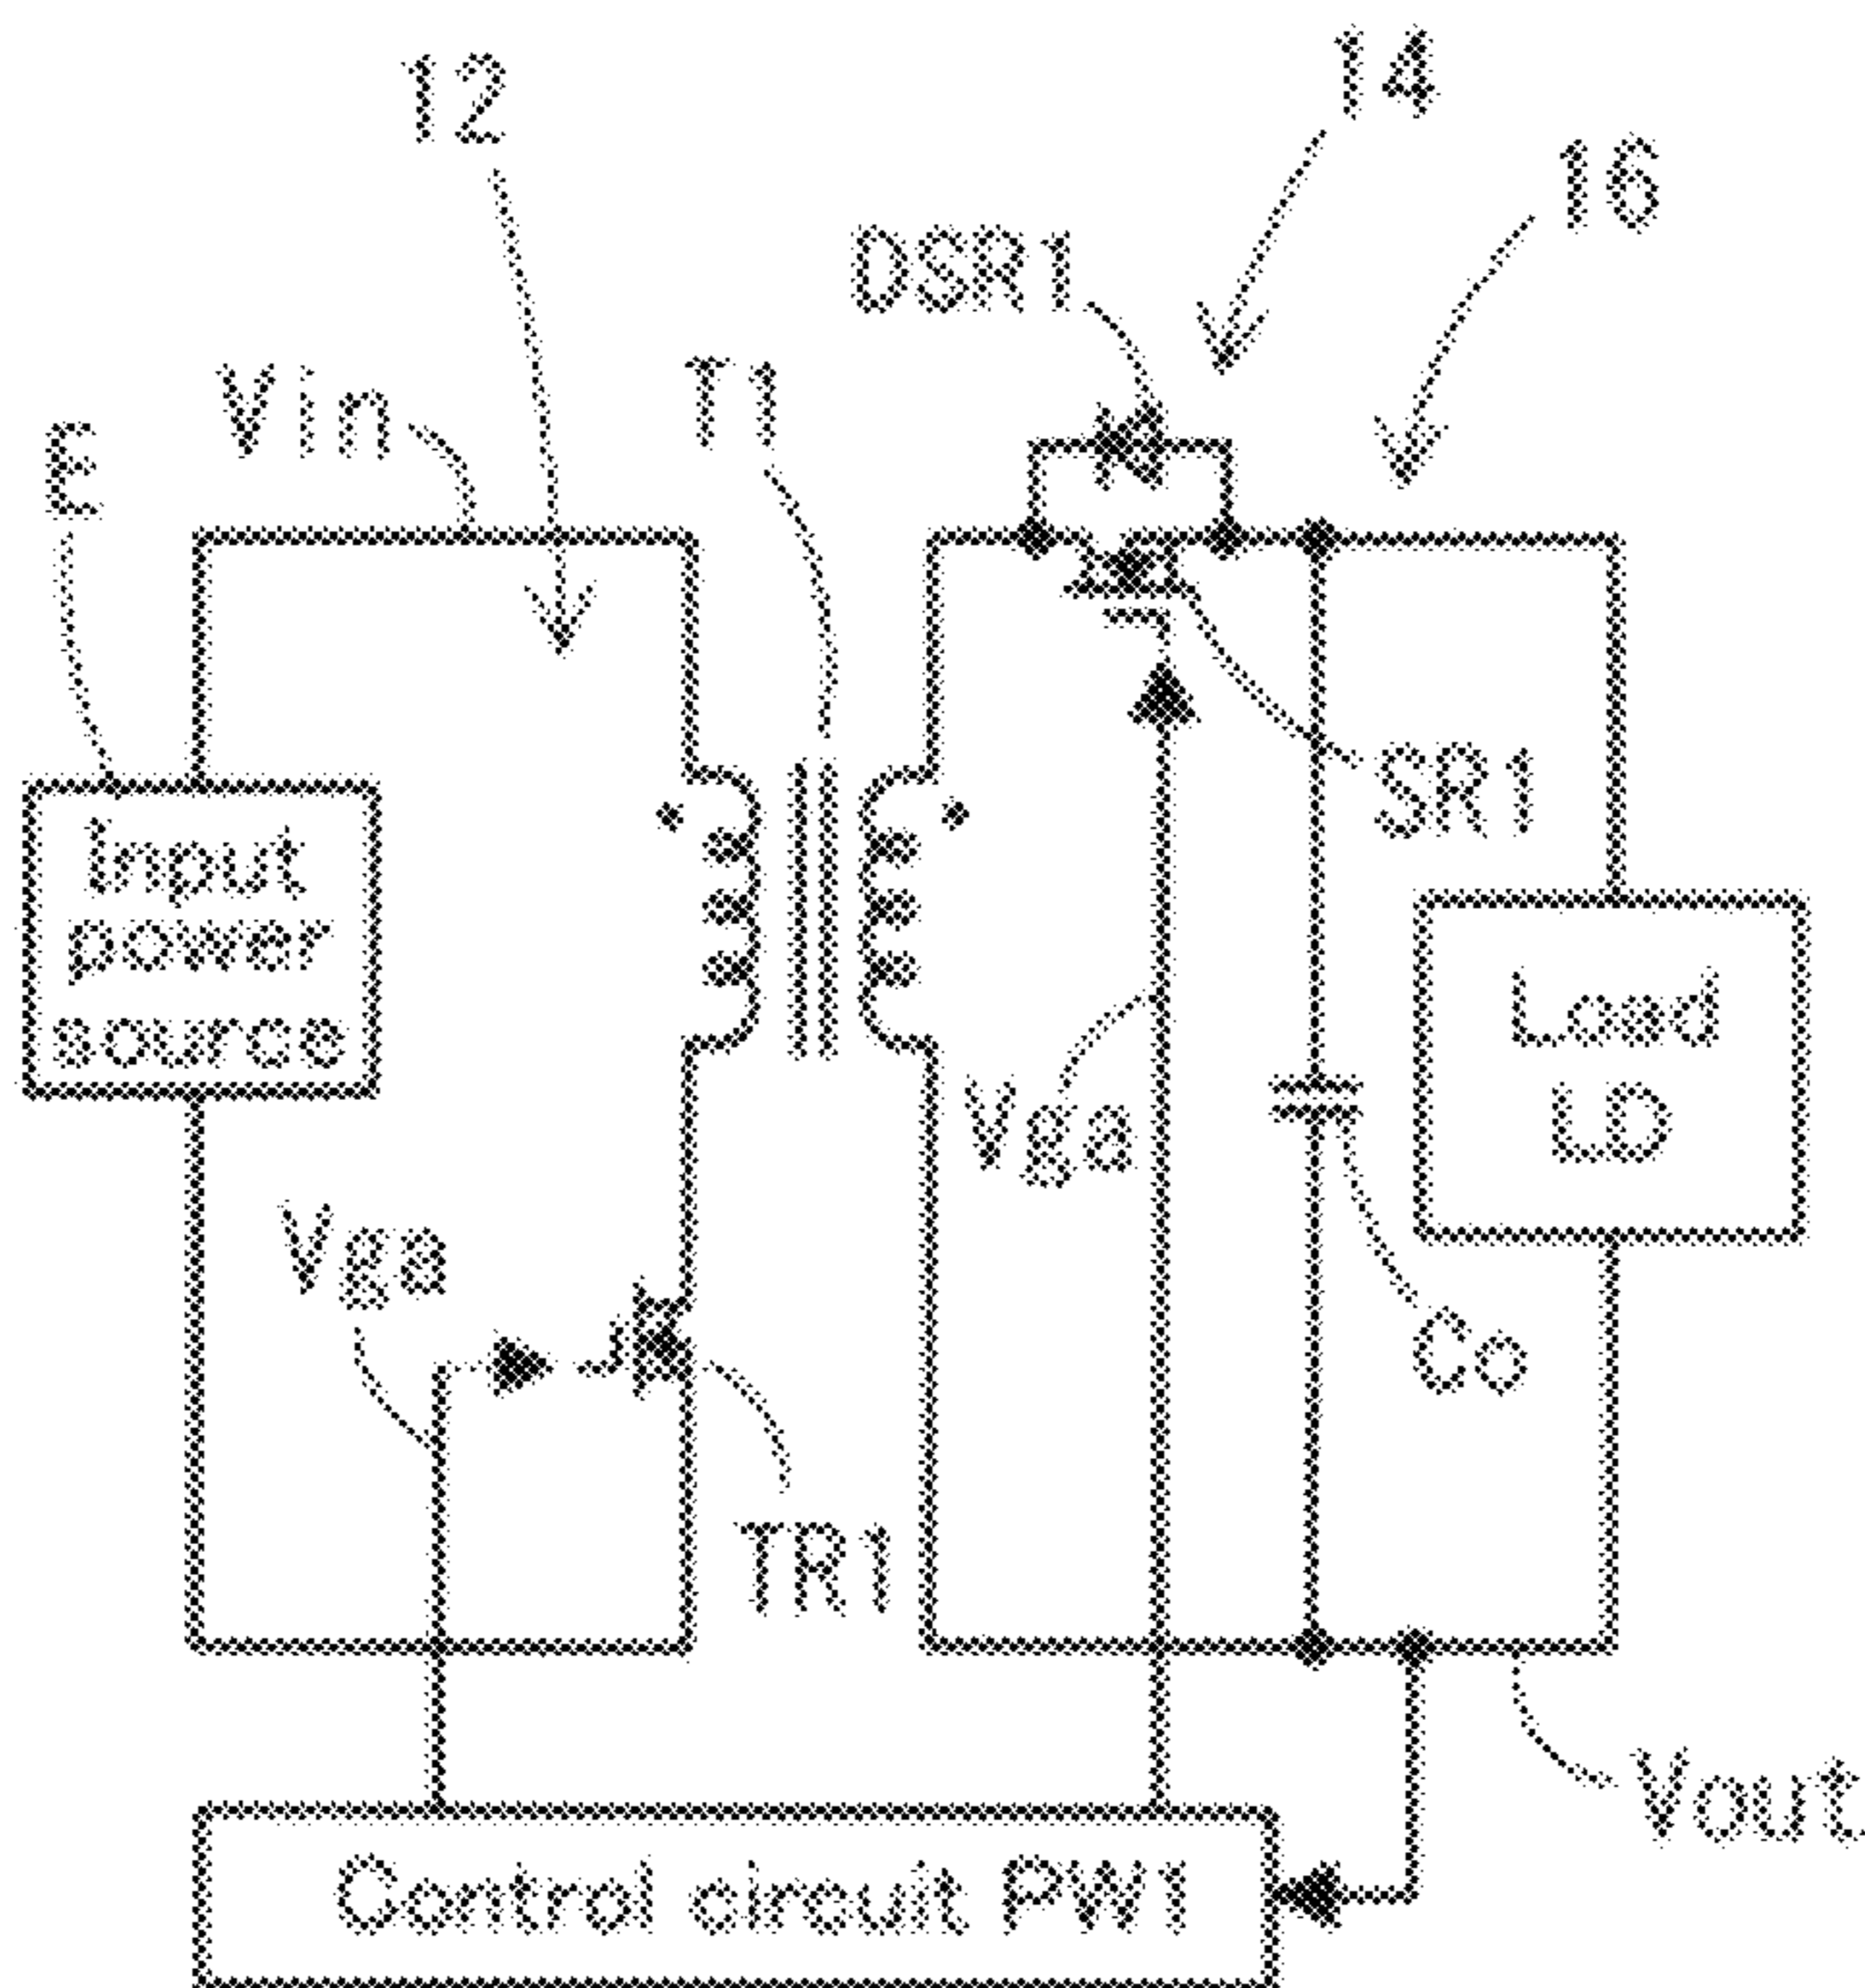 12
14
16
DSR1
Vin
T1
E
SR1
Input
power
source
Load
LD
Vga
Vga
Co
TR1
Vout
Control circuit PW1